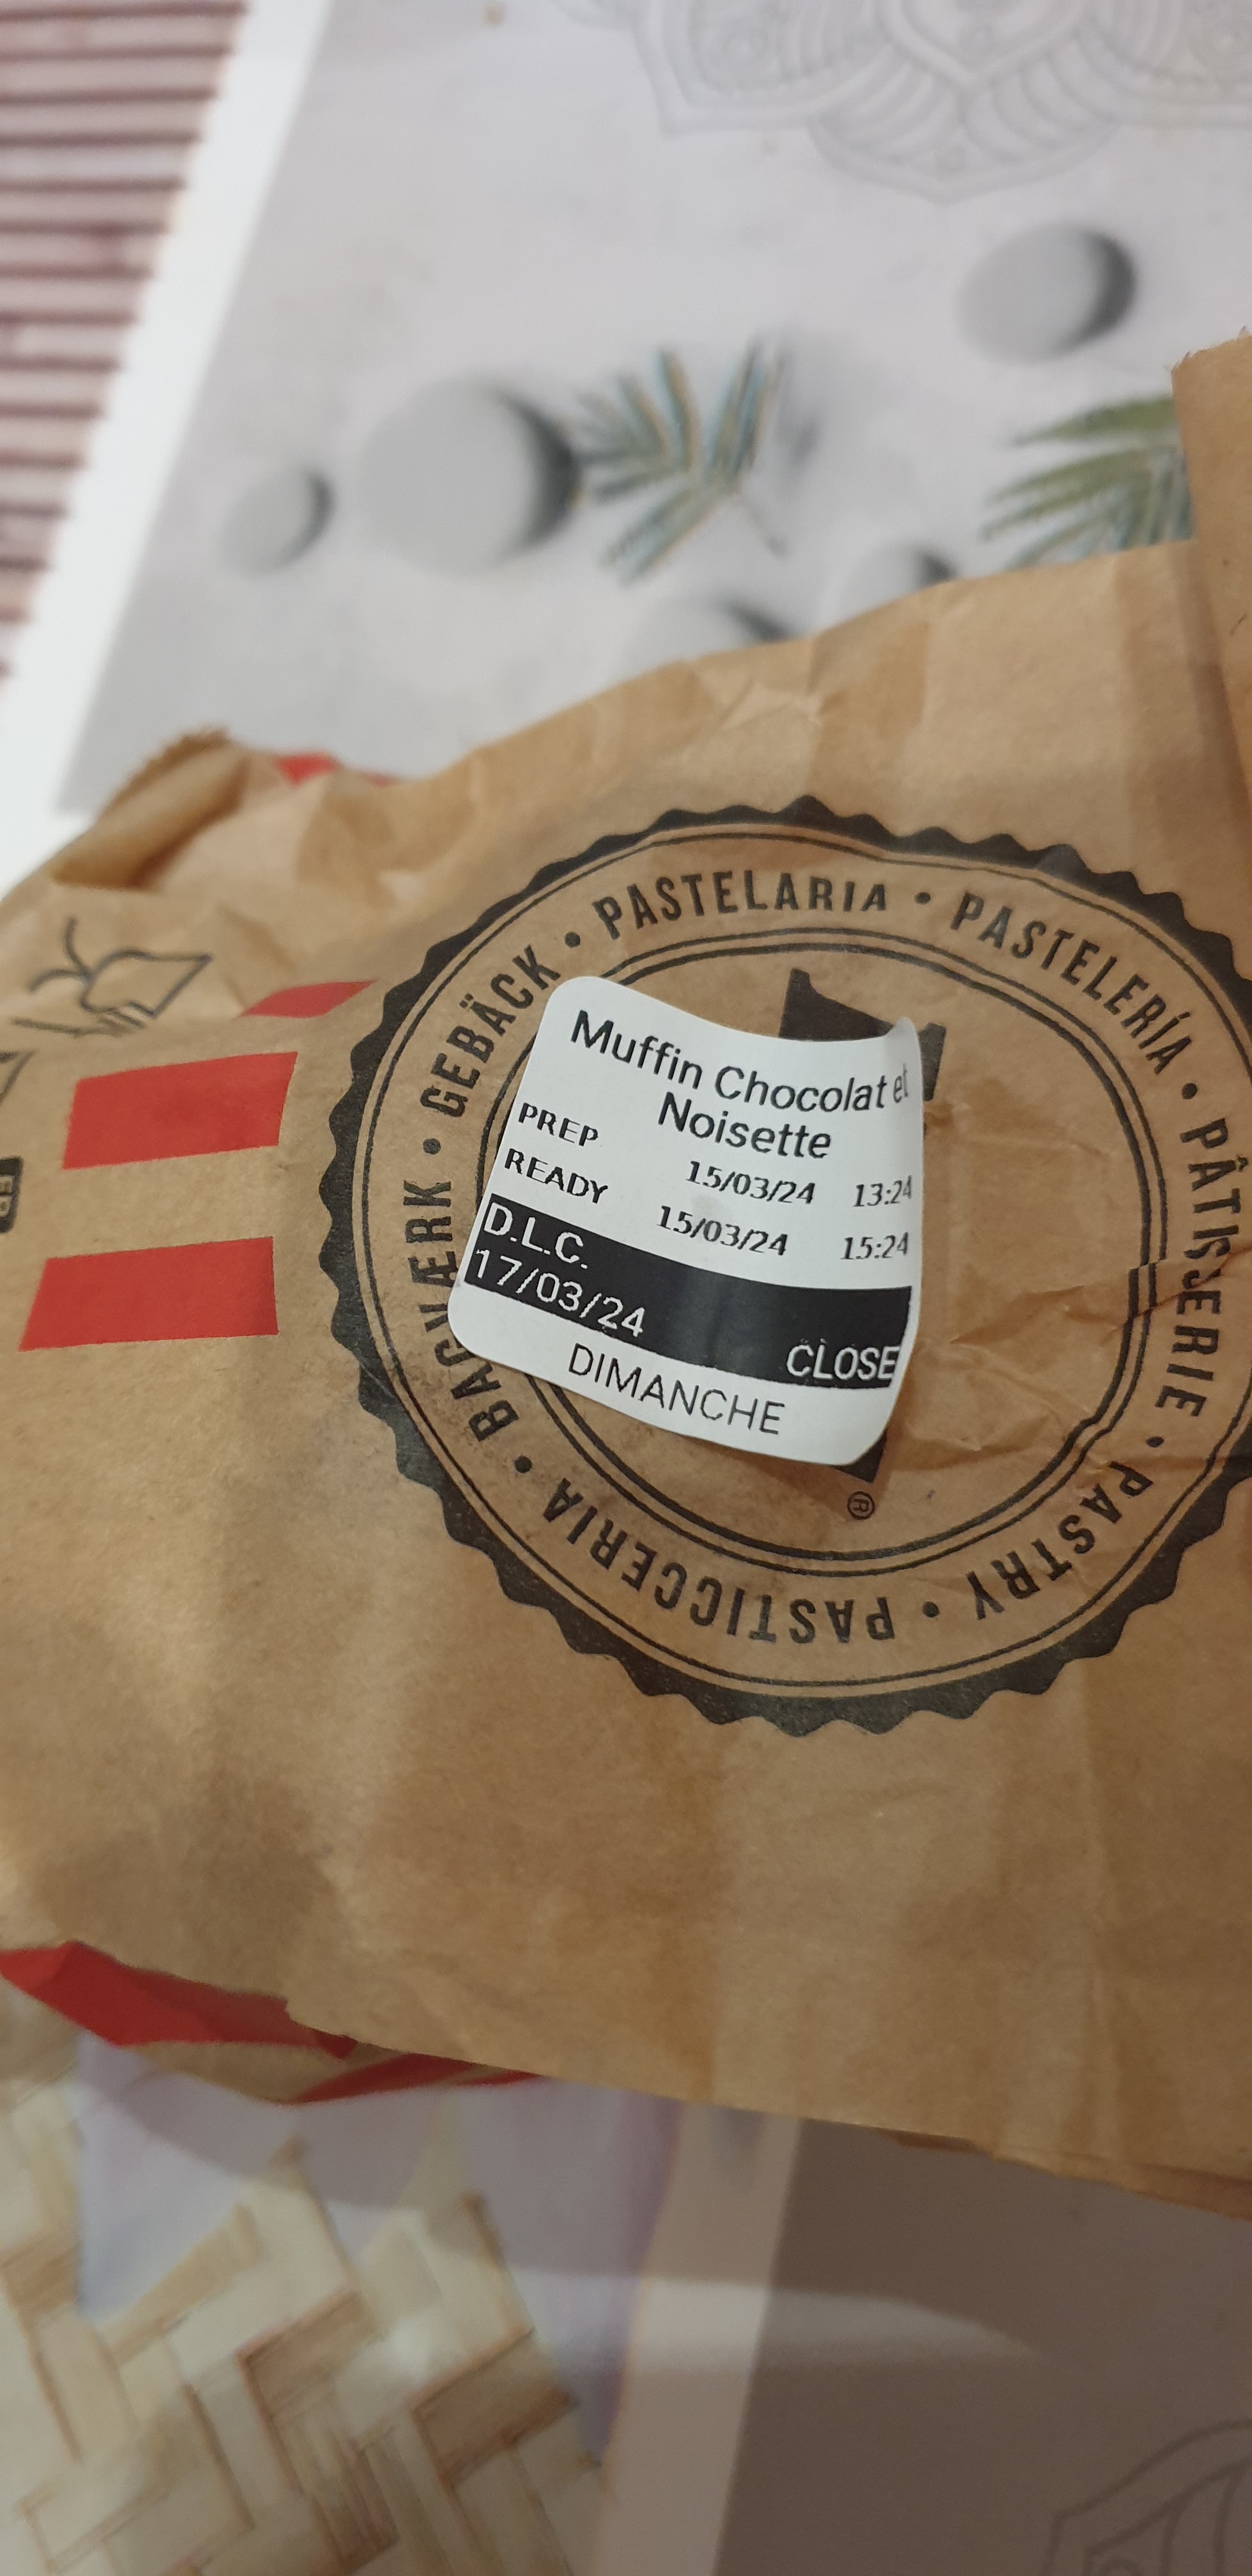 PASTELARIA • PASTELERÍA • PÂTISSERIE • PASTRY • PASTICCERIA • BAGVÆRK • GEBÄCK •
Muffin Chocolat et
Noisette
PREP 15/03/24 13:24
READY 15/03/24 15:24
D.L.C.
17/03/24 CLOSE
DIMANCHE
®